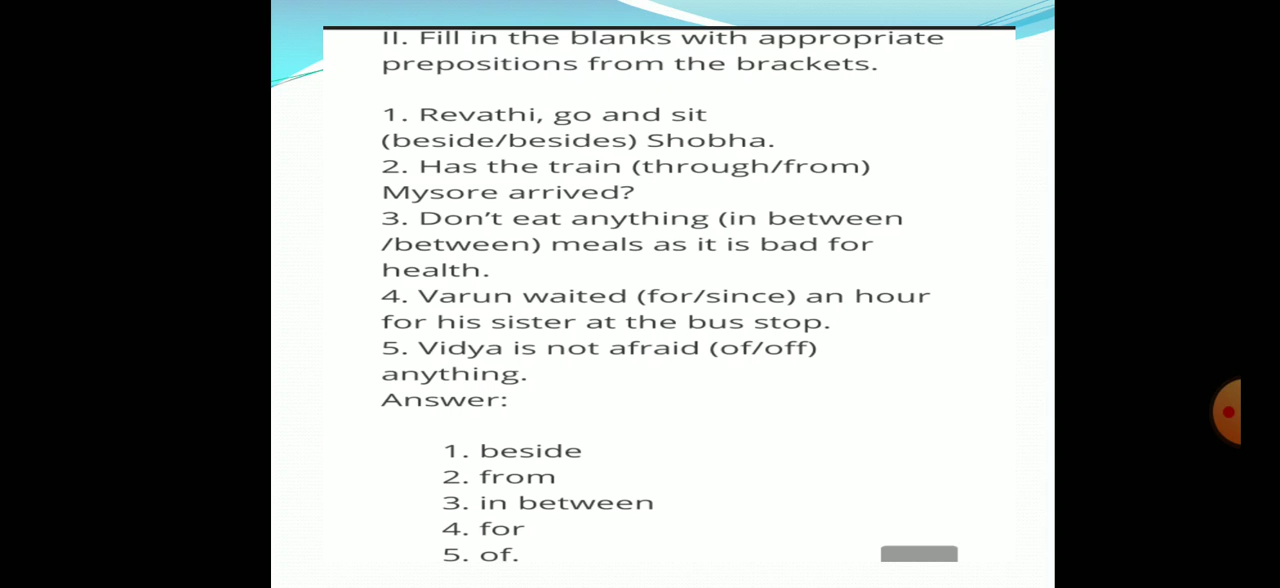 II. Fill in the blanks with appropriate
prepositions from the brackets.
1. Revathi, go and sit
(beside/besides) Shobha.
2. Has the train (through/from)
Mysore arrived?
3. Don’t eat anything (in between
/between) meals as it is bad for
health.
4. Varun waited (for/since) an hour
for his sister at the bus stop.
5. Vidya is not afraid (of/off)
anything.
Answer:
1. beside
2. from
3. in between
4. for
5. of.